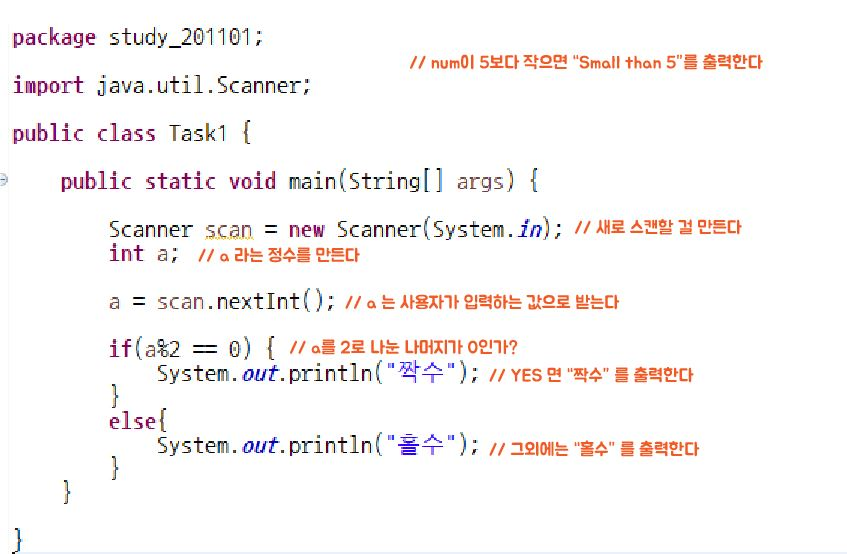 package study_201101;
// num이 5보다 작으면 "Small than 5"를 출력한다
import java.util.Scanner;
public class Task1 {
public static void main(String[] args) {
Scanner scan = new Scanner(System.in); // 새로 스캔할 걸 만든다
int a; // a 라는 정수를 만든다
a = scan.nextInt(); // a 는 사용자가 입력하는 값으로 받는다
if(a%2 == 0) { // a를 2로 나눈 나머지가 0인가?
System.out.println("짝수"); // YES 면 "짝수" 를 출력한다
}
else{
System.out.println("홀수"); // 그외에는 "홀수" 를 출력한다
}
}
}